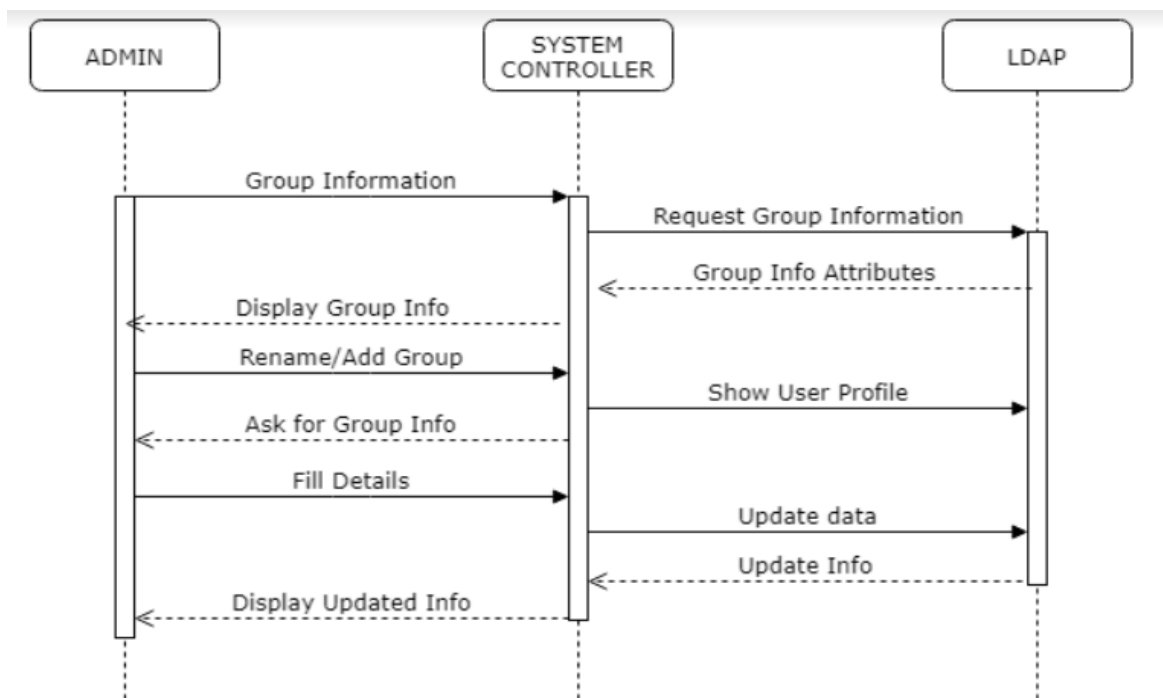 ADMIN
SYSTEM
CONTROLLER
LDAP
Group Information
Request Group Information
Group Info Attributes
Display Group Info
Rename/Add Group
Show User Profile
Ask for Group Info
Fill Details
Update data
Update Info
Display Updated Info